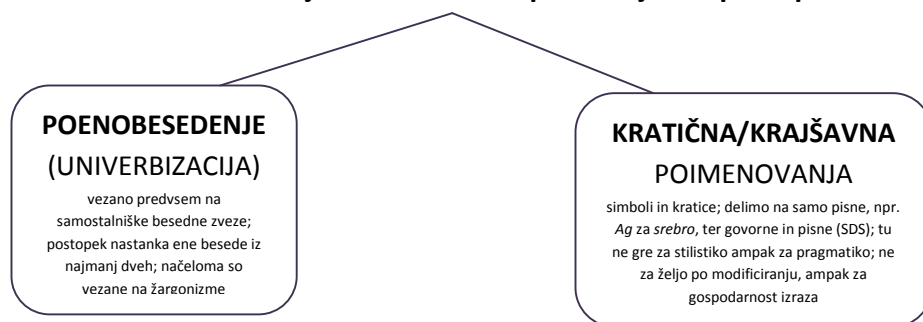 POENOBESEDENJE
(UNIVERBIZACIJA)
vezano predvsem na
samostalniške besedne zveze;
postopek nastanka ene besede iz
najmanj dveh; načeloma so
vezane na žargonizme
KRATIČNA/KRAJŠAVNA
POIMENOVANJA
simboli in kratice; delimo na samo pisne, npr.
Ag za srebro, ter govorne in pisne (SDS); tu
ne gre za stilistiko ampak za pragmatiko; ne
za željo po modificiranju, ampak za
gospodarnost izraza